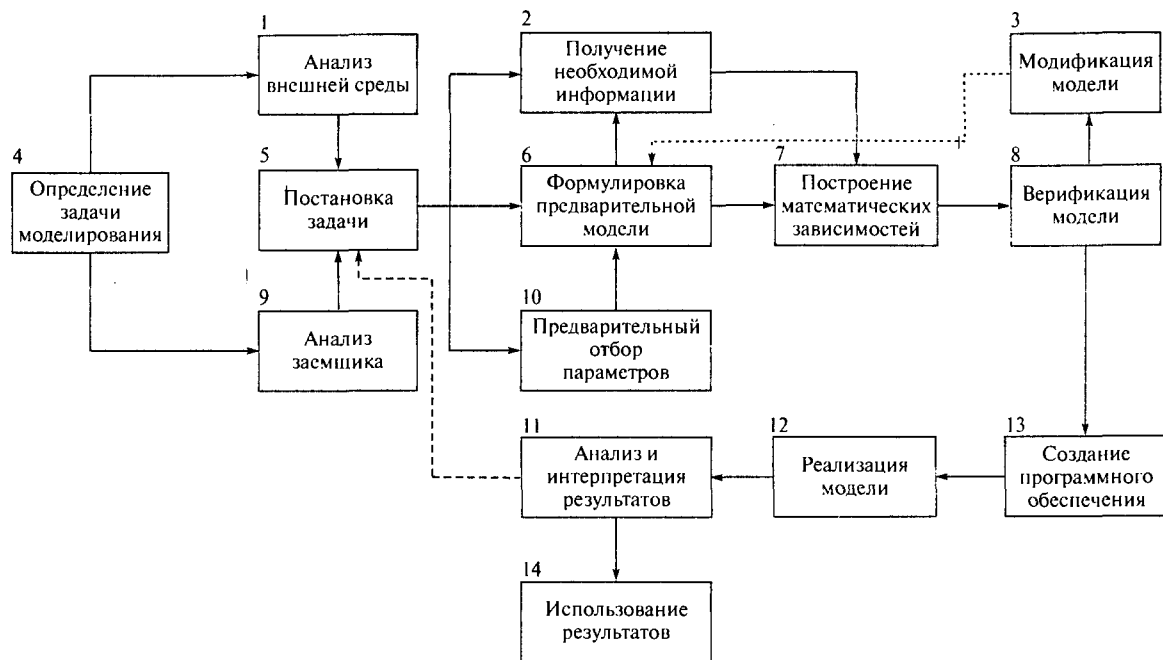 1
Анализ
внешней среды
2
Получение
необходимой
информации
3
Модификация
модели
4
Определение
задачи
моделирования
5
Постановка
задачи
6
Формулировка
предварительной
модели
7
Построение
математических
зависимостей
8
Верификация
модели
9
Анализ
заемщика
10
Предварительный
отбор
параметров
11
Анализ и
интерпретация
результатов
12
Реализация
модели
13
Создание
программного
обеспечения
14
Использование
результатов